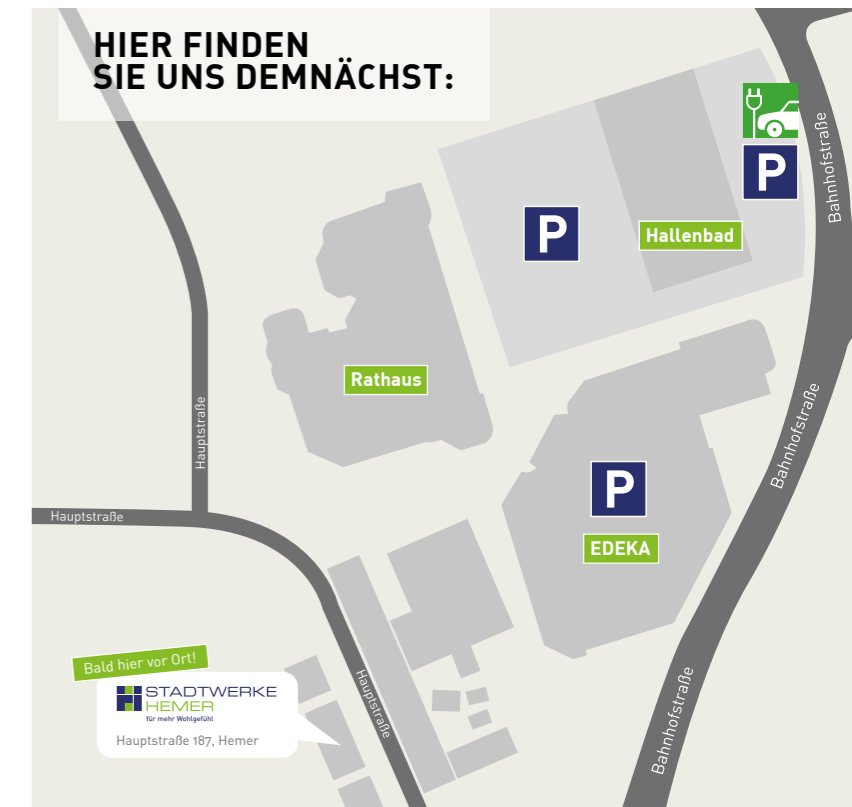 HIER FINDEN
SIE UNS DEMNÄCHST:
P
Bahnhofstraße
P
Hallenbad
Rathaus
Hauptstraße
Bahnhofstraße
P
EDEKA
Hauptstraße
Bald hier vor Ort!
STADTWERKE
HEMER
für mehr Wohlgefühl
Hauptstraße 187, Hemer
Hauptstraße
Bahnhofstraße